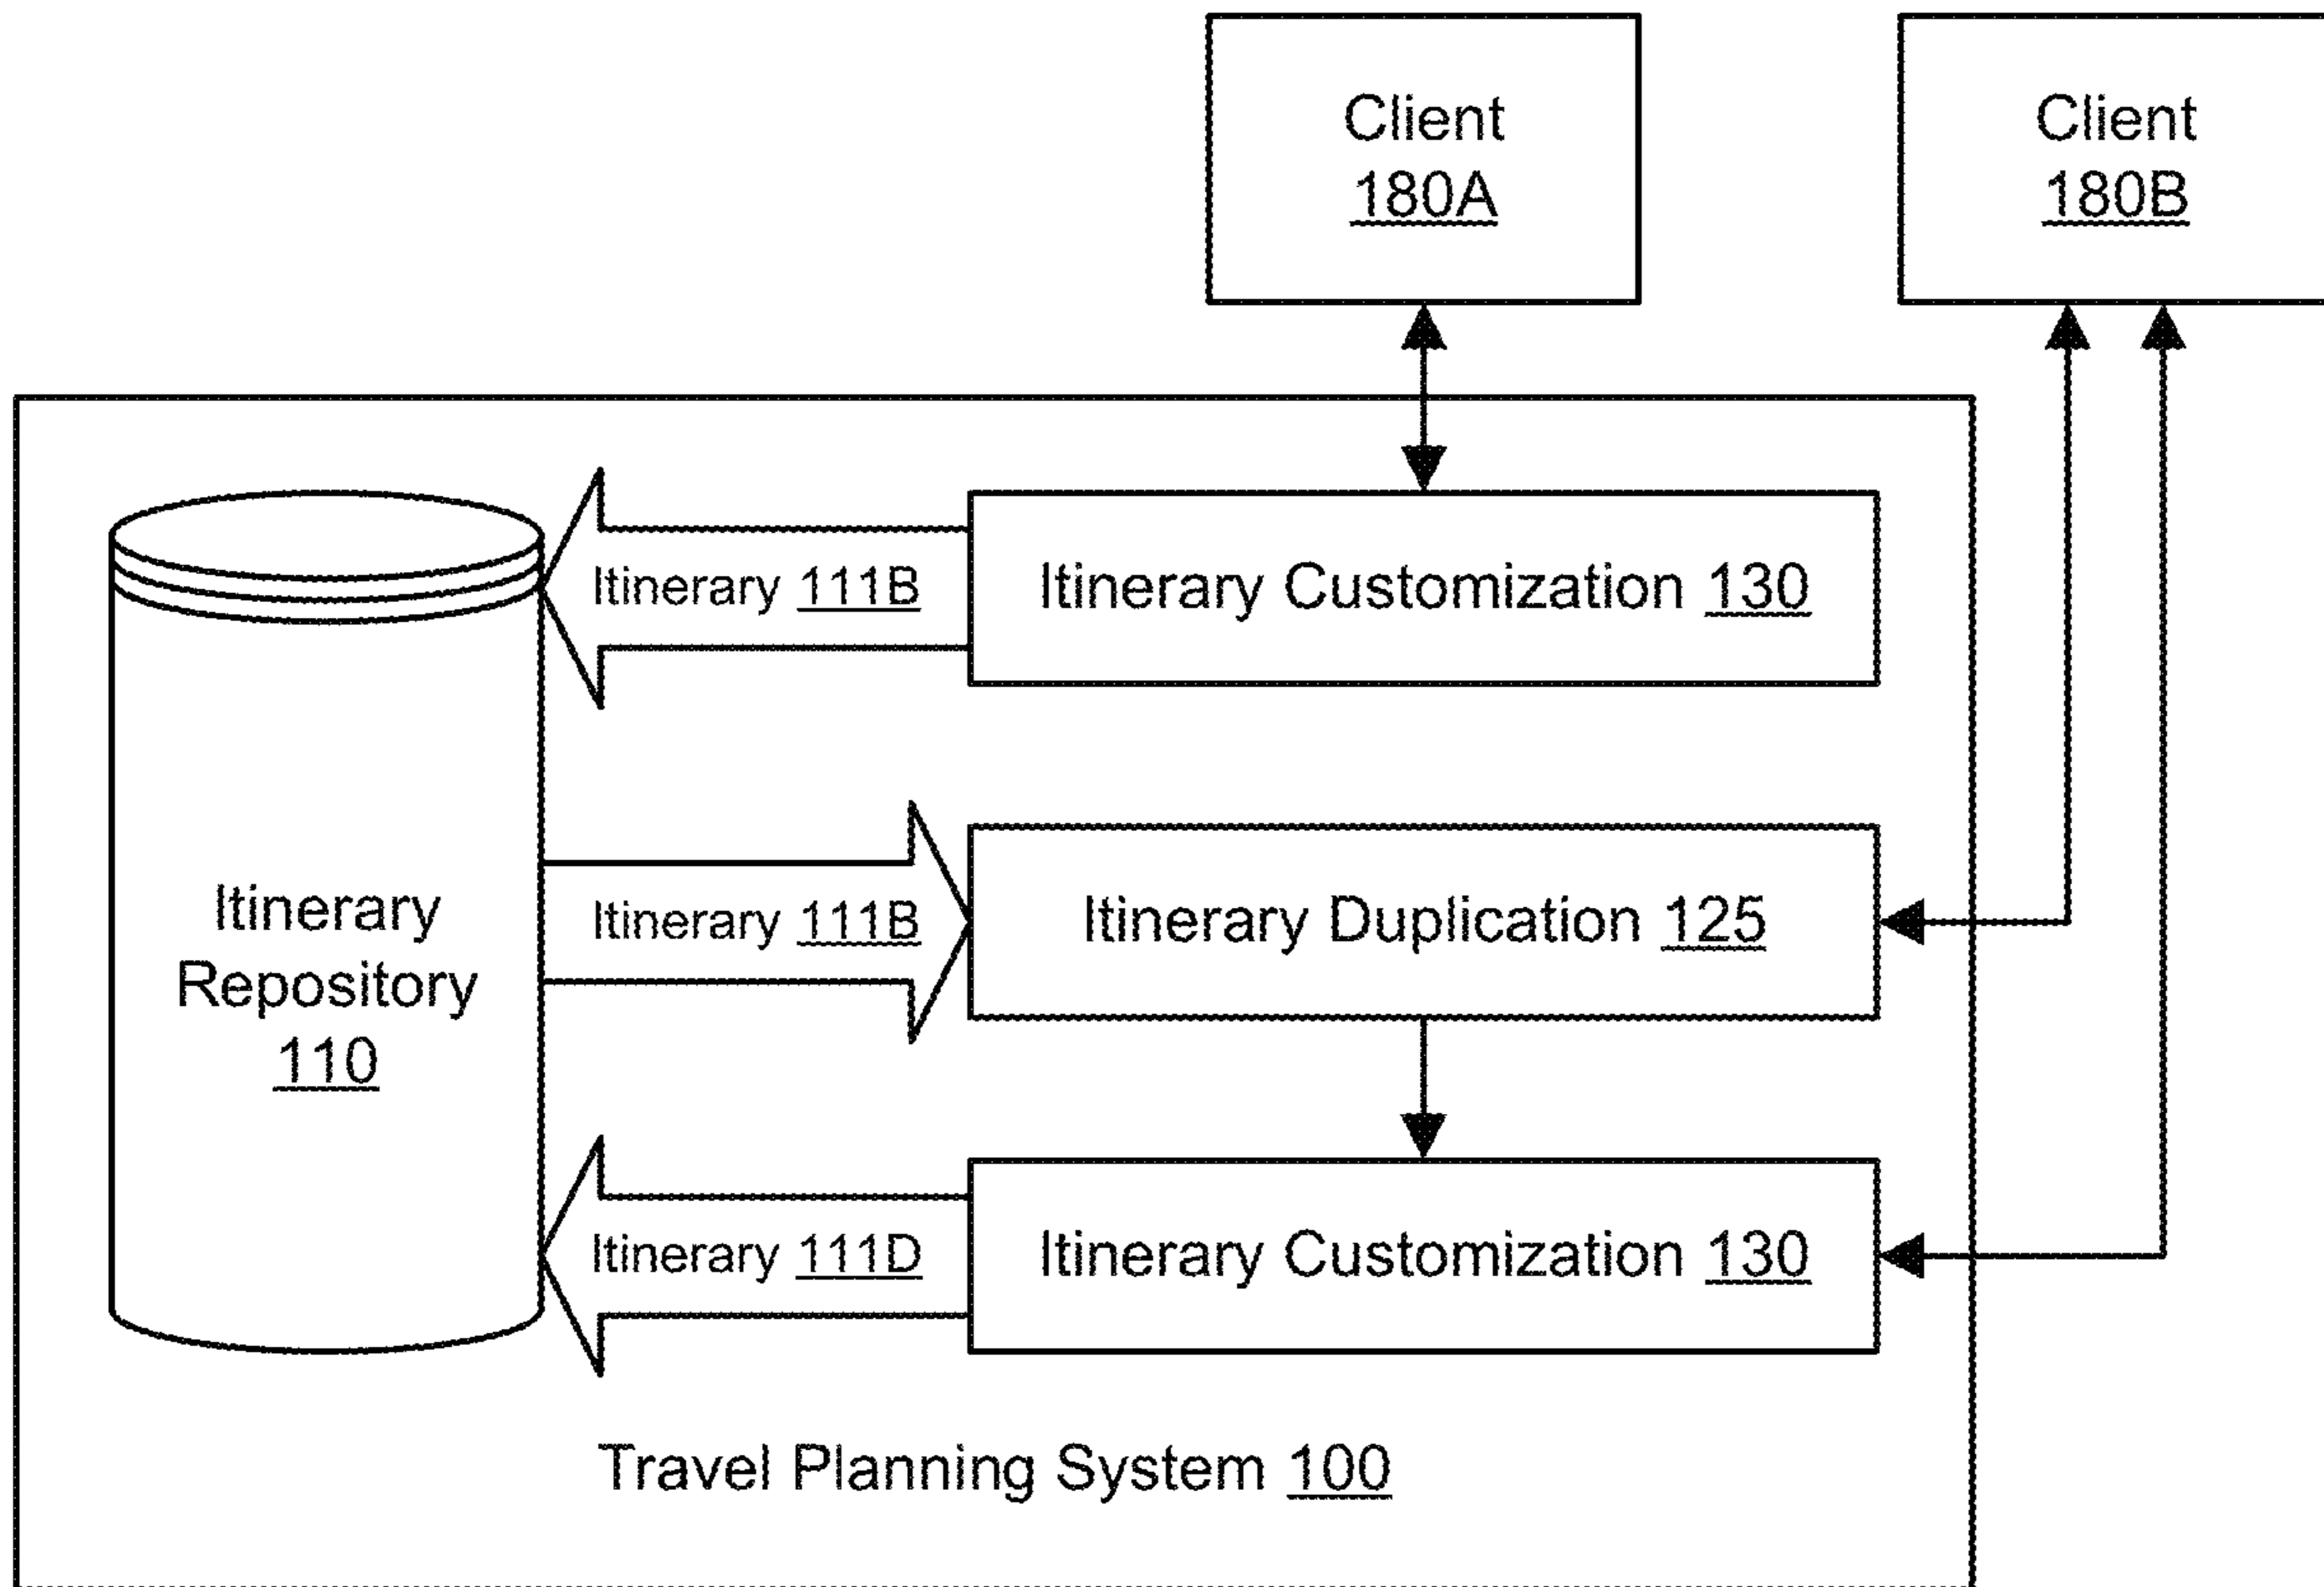 Client
180A
Client
180B
Itinerary 111B
Itinerary Customization 130
Itinerary
Repository
110
Itinerary 111B
Itinerary Duplication 125
Itinerary 111D
Itinerary Customization 130
Travel Planning System 100